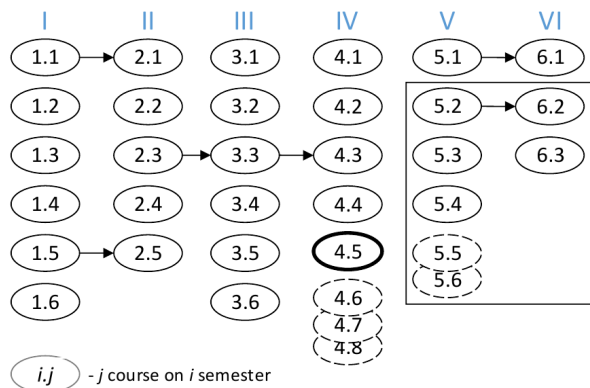 I II III IV V VI
1.1 2.1 3.1 4.1 5.1 6.1
1.2 2.2 3.2 4.2 5.2 6.2
1.3 2.3 3.3 4.3 5.3 6.3
1.4 2.4 3.4 4.4 5.4
1.5 2.5 3.5 4.5 5.5
5.6
1.6 3.6 4.6
4.7
4.8
i.j - j course on i semester